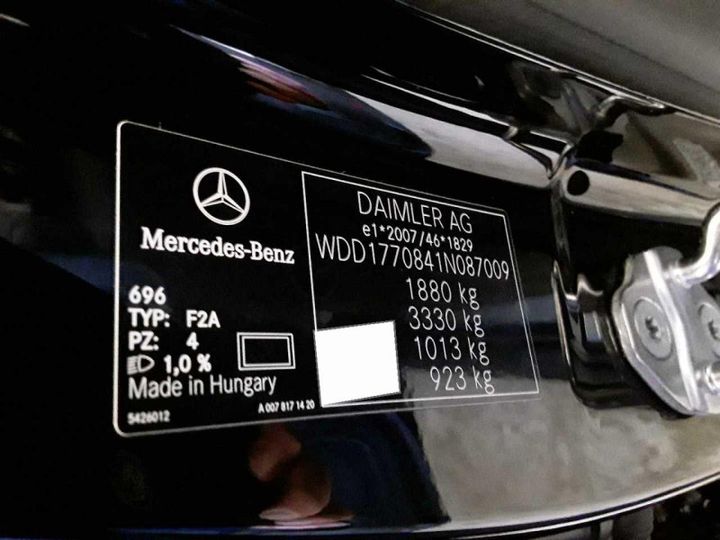 Mercedes-Benz
696
TYP: F2A
PZ: 4
1,0 %
Made in Hungary
5426012
A 007 817 14 20
DAIMLER AG
e1*2007/46*1829
WDD1770841N087009
1880 kg
3330 kg
1013 kg
923 kg